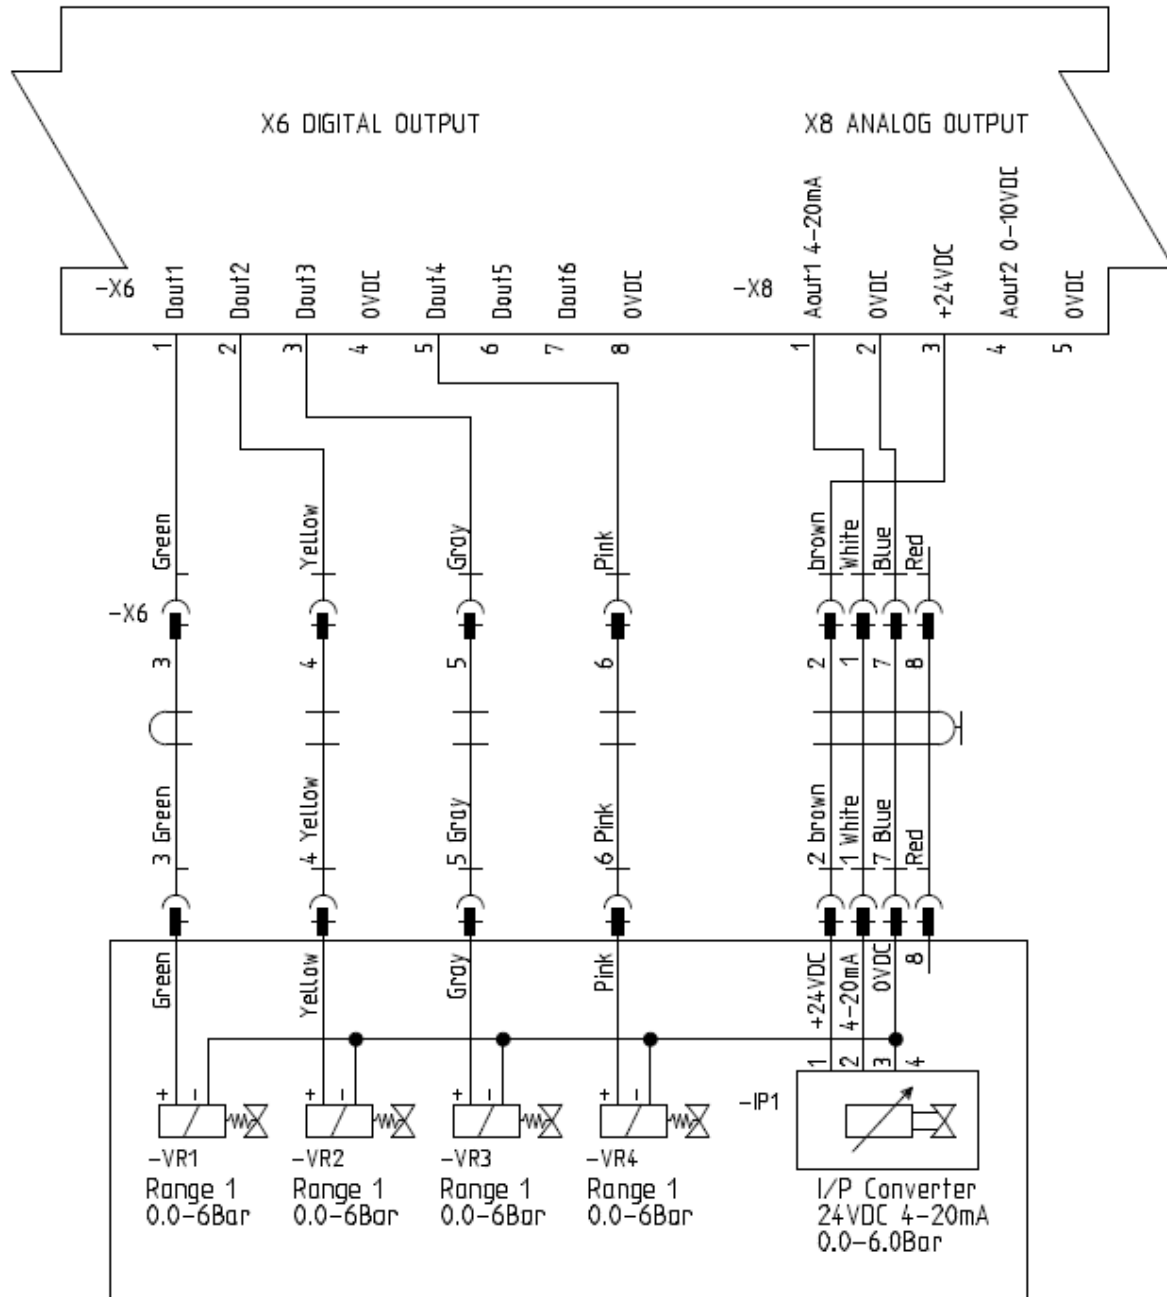 X6 DIGITAL OUTPUT
X8 ANALOG OUTPUT
-X6
Dout1
Dout2
Dout3
0VDC
Dout4
Dout5
Dout6
0VDC
-X8
Aout1 4-20mA
0VDC
+24VDC
Aout2 0-10VDC
0VDC
1
2
3
4
5
6
7
8
1
2
3
4
5
Green
Yellow
Gray
Pink
brown
White
Blue
Red
-X6
3
4
5
6
2
1
7
8
3 Green
4 Yellow
5 Gray
6 Pink
2 brown
1 White
7 Blue
Red
Green
Yellow
Gray
Pink
+24VDC
4-20mA
0VDC
8
1
2
3
4
+ -
+ -
+ -
+ -
-IP1
-VR1
Range 1
0.0-6Bar
-VR2
Range 1
0.0-6Bar
-VR3
Range 1
0.0-6Bar
-VR4
Range 1
0.0-6Bar
I/P Converter
24VDC 4-20mA
0.0-6.0Bar